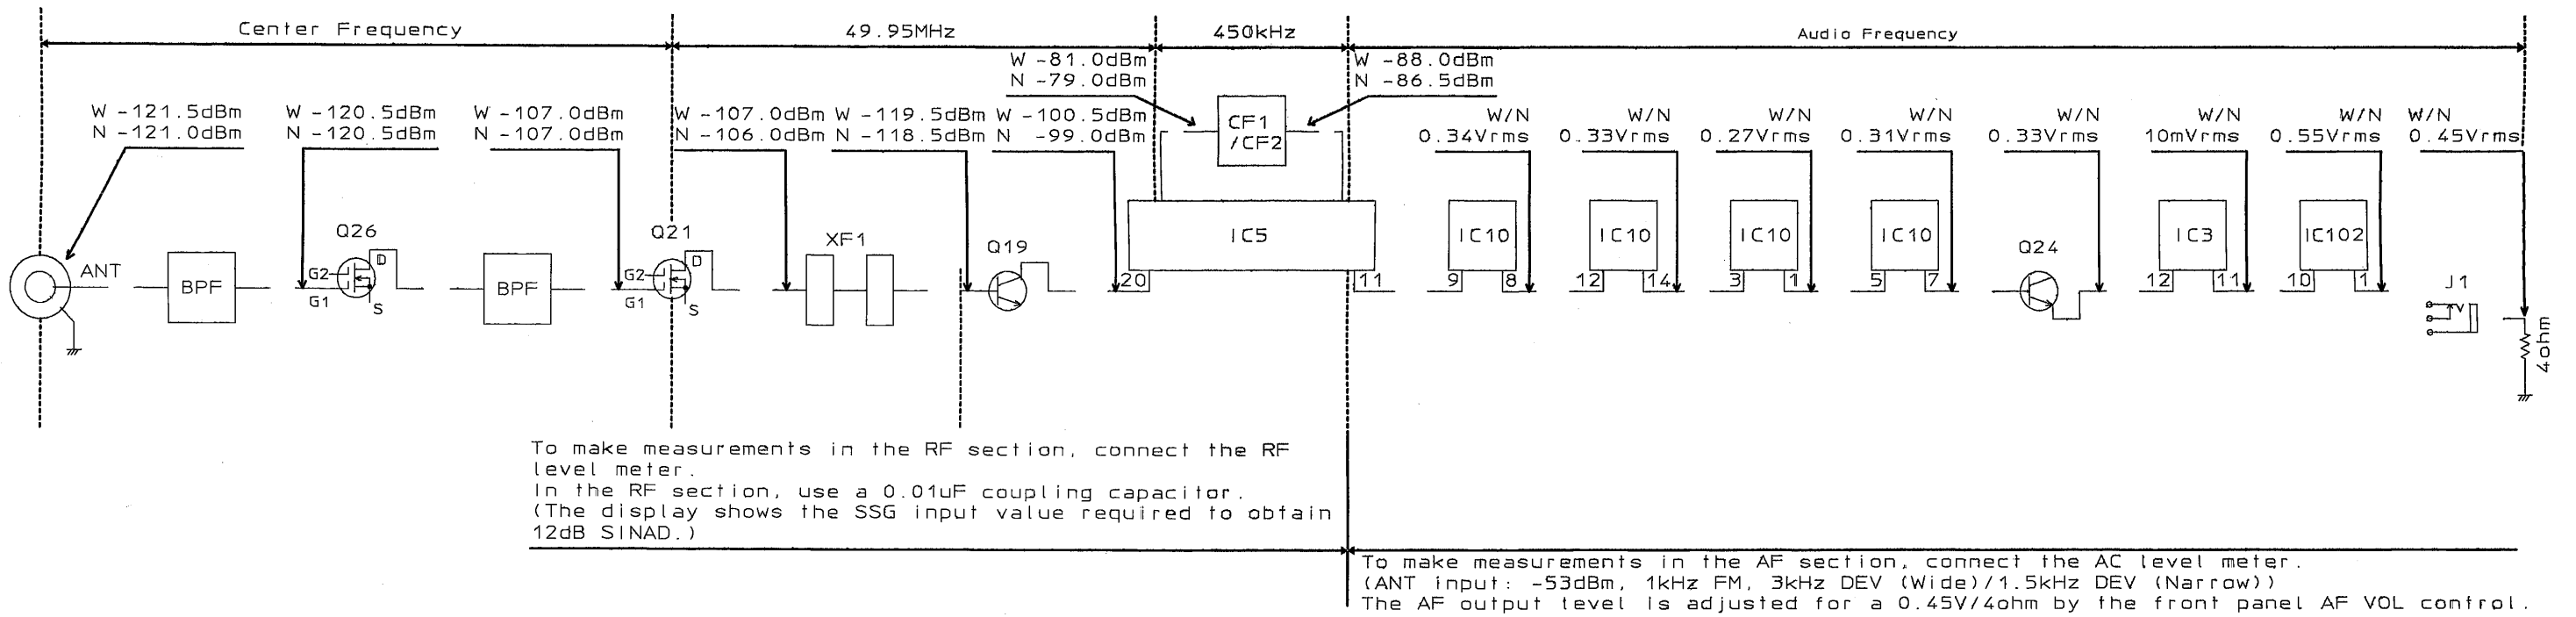 Center Frequency
49.95MHz
450kHz
Audio Frequency
W -81.0dBm
N -79.0dBm
W -88.0dBm
N -86.5dBm
W -121.5dBm
N -121.0dBm
W -120.5dBm
N -120.5dBm
W -107.0dBm
N -107.0dBm
W -107.0dBm
N -106.0dBm
W -119.5dBm
N -118.5dBm
W -100.5dBm
N -99.0dBm
CF1
/CF2
W/N
0.34Vrms
W/N
0.33Vrms
W/N
0.27Vrms
W/N
0.31Vrms
W/N
0.33Vrms
W/N
10mVrms
W/N
0.55Vrms
W/N
0.45Vrms
ANT
BPF
Q26
G2
G1
D
S
BPF
Q21
G2
G1
D
S
XF1
Q19
IC5
20
11
IC10
9
8
IC10
12
14
IC10
3
1
IC10
5
7
Q24
IC3
12
11
IC102
10
1
J1
4ohm
To make measurements in the RF section, connect the RF
level meter.
In the RF section, use a 0.01uF coupling capacitor.
(The display shows the SSG input value required to obtain
12dB SINAD.)
To make measurements in the AF section, connect the AC level meter.
(ANT input: -53dBm, 1kHz FM, 3kHz DEV (Wide)/1.5kHz DEV (Narrow))
The AF output level is adjusted for a 0.45V/4ohm by the front panel AF VOL control.